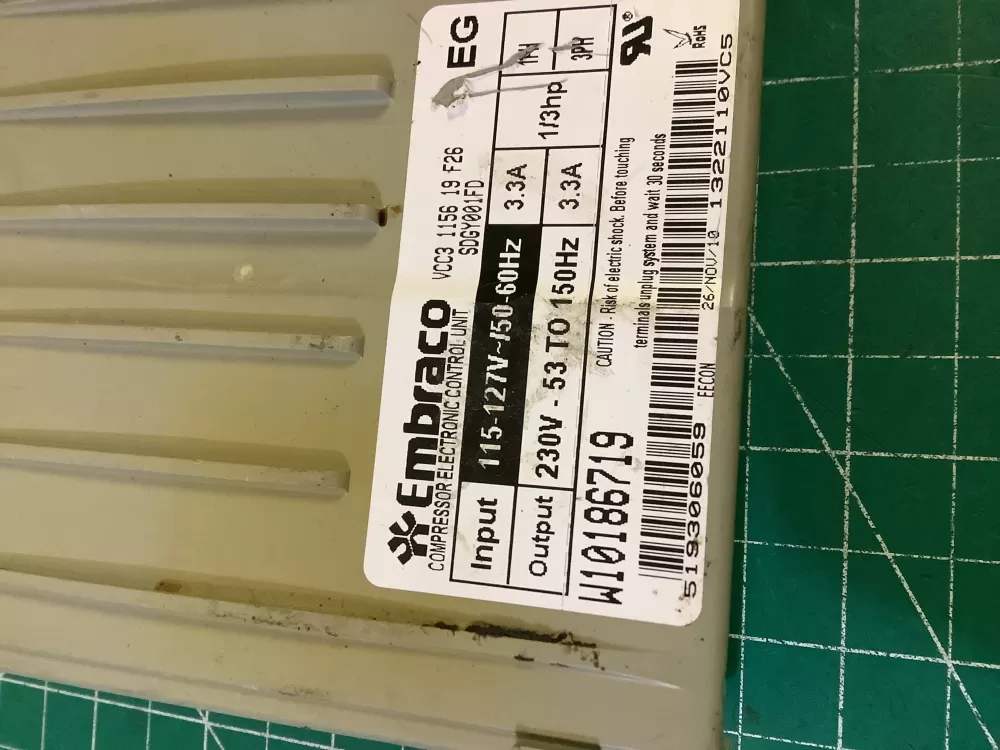 Embraco
EG
COMPRESSOR ELECTRONIC CONTROL UNIT
VCC3 1156 19 F26
SDGY001FD
Input 115-127V~/50-60Hz 3.3A 1/3hp 1PH
Output 230V - 53 TO 150Hz 3.3A 3PH
W10186719
CAUTION - Risk of electric shock. Before touching
terminals unplug system and wait 30 seconds
RU®
RoHS
519306059 EECON 26/NOV/10 1322110VC5